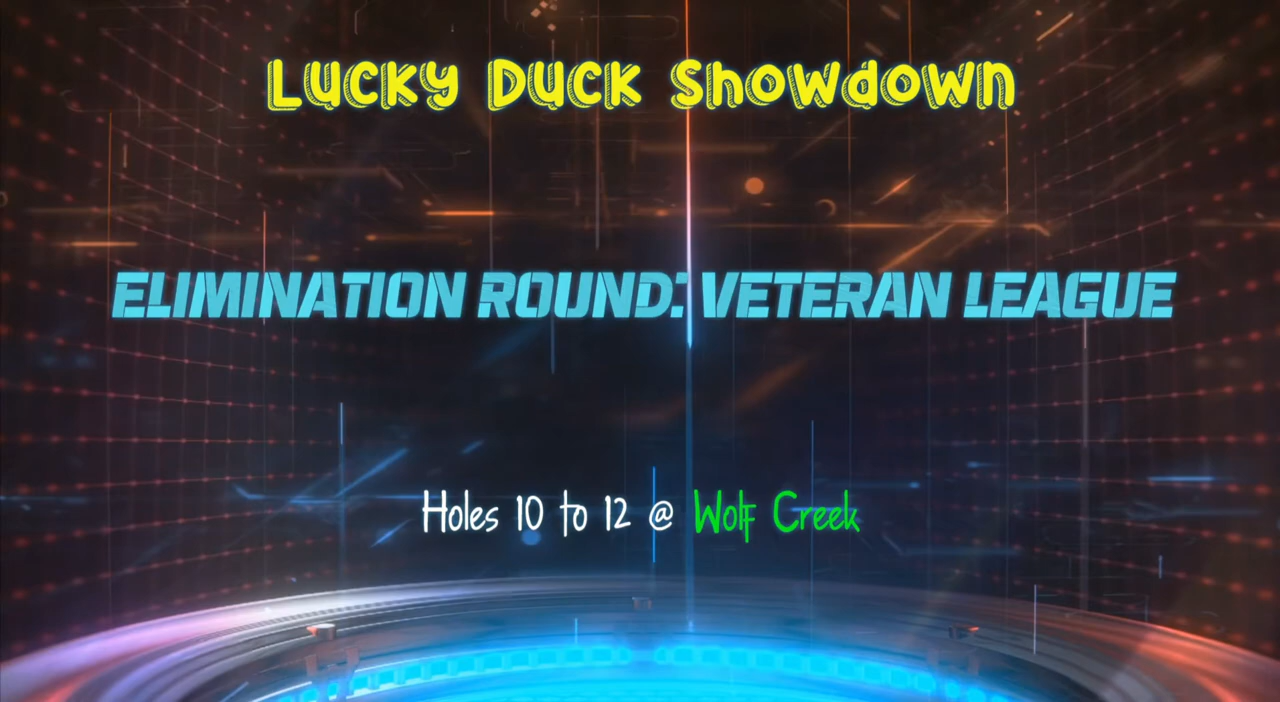 Lucky Duck Showdown
ELIMINATION ROUND: VETERAN LEAGUE
Holes 10 to 12 @ Wolf Creek